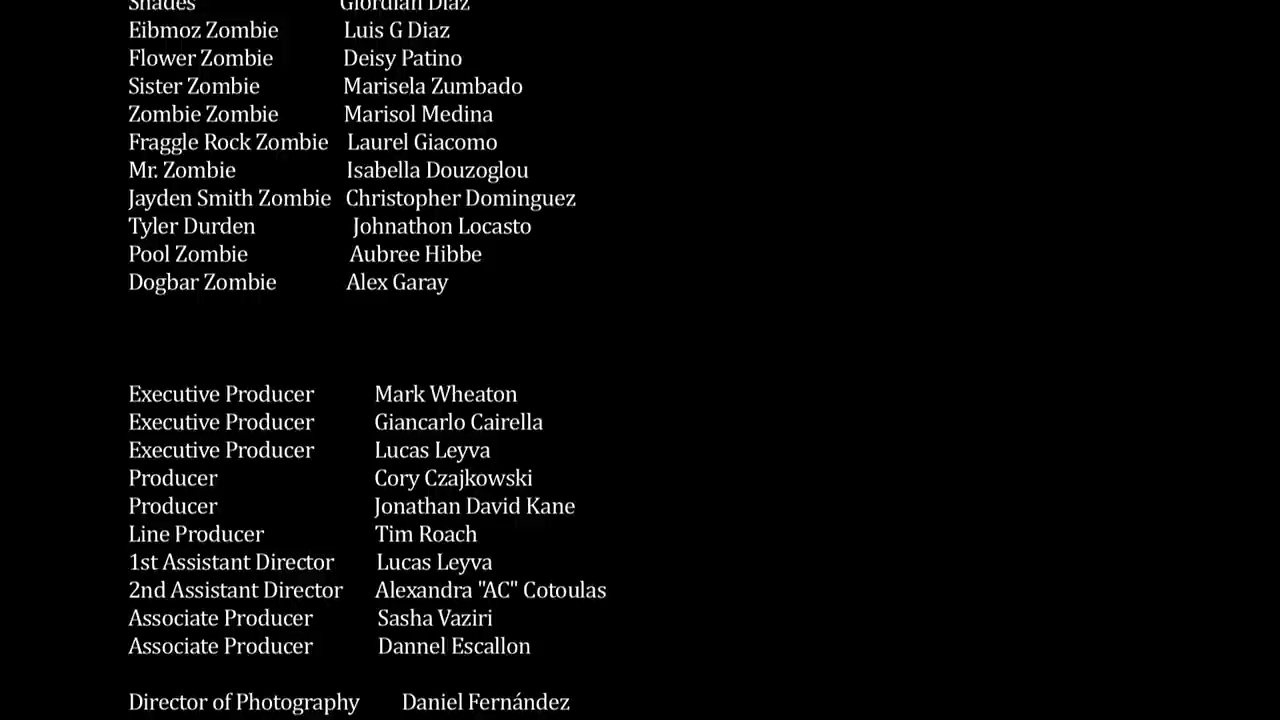 Shades Giordian Diaz
Eibmoz Zombie Luis G Diaz
Flower Zombie Deisy Patino
Sister Zombie Marisela Zumbado
Zombie Zombie Marisol Medina
Fraggle Rock Zombie Laurel Giacomo
Mr. Zombie Isabella Douzoglou
Jayden Smith Zombie Christopher Dominguez
Tyler Durden Johnathon Locasto
Pool Zombie Aubree Hibbe
Dogbar Zombie Alex Garay
Executive Producer Mark Wheaton
Executive Producer Giancarlo Cairella
Executive Producer Lucas Leyva
Producer Cory Czajkowski
Producer Jonathan David Kane
Line Producer Tim Roach
1st Assistant Director Lucas Leyva
2nd Assistant Director Alexandra "AC" Cotoulas
Associate Producer Sasha Vaziri
Associate Producer Dannel Escallon
Director of Photography Daniel Fernández